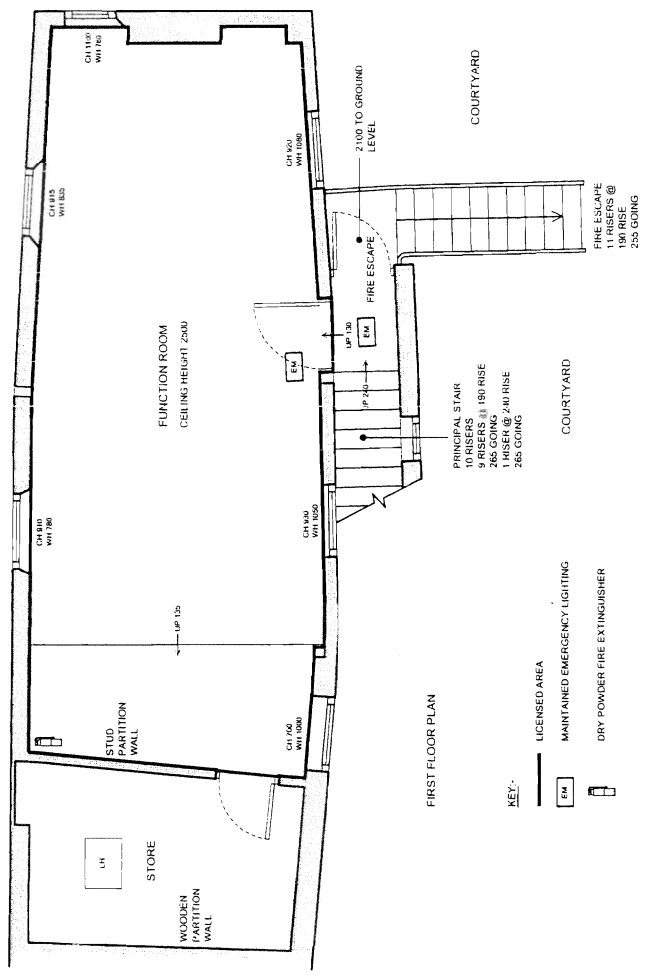 CH 1100
WH 760
CH 915
WH 835
CH 920
WH 1080
2100 TO GROUND
LEVEL
COURTYARD
FIRE ESCAPE
FIRE ESCAPE
11 RISERS @
190 RISE
255 GOING
FUNCTION ROOM
CEILING HEIGHT 2500
EM
UP 130
EM
UP 240
PRINCIPAL STAIR
10 RISERS
9 RISERS @ 190 RISE
265 GOING
1 RISER @ 240 RISE
265 GOING
COURTYARD
CH 910
WH 780
CH 930
WH 1050
UP 135
STUD
PARTITION
WALL
CH 760
WH 1000
LH
STORE
WOODEN
PARTITION
WALL
FIRST FLOOR PLAN
KEY:-
LICENSED AREA
EM
MAINTAINED EMERGENCY LIGHTING
DRY POWDER FIRE EXTINGUISHER